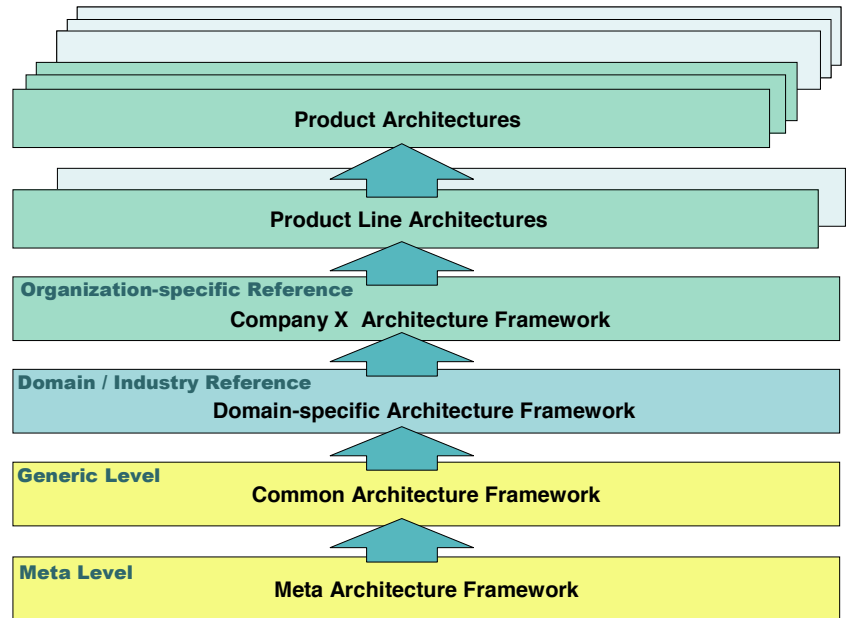 Product Architectures
Product Line Architectures
Organization-specific Reference
Company X Architecture Framework
Domain / Industry Reference
Domain-specific Architecture Framework
Generic Level
Common Architecture Framework
Meta Level
Meta Architecture Framework